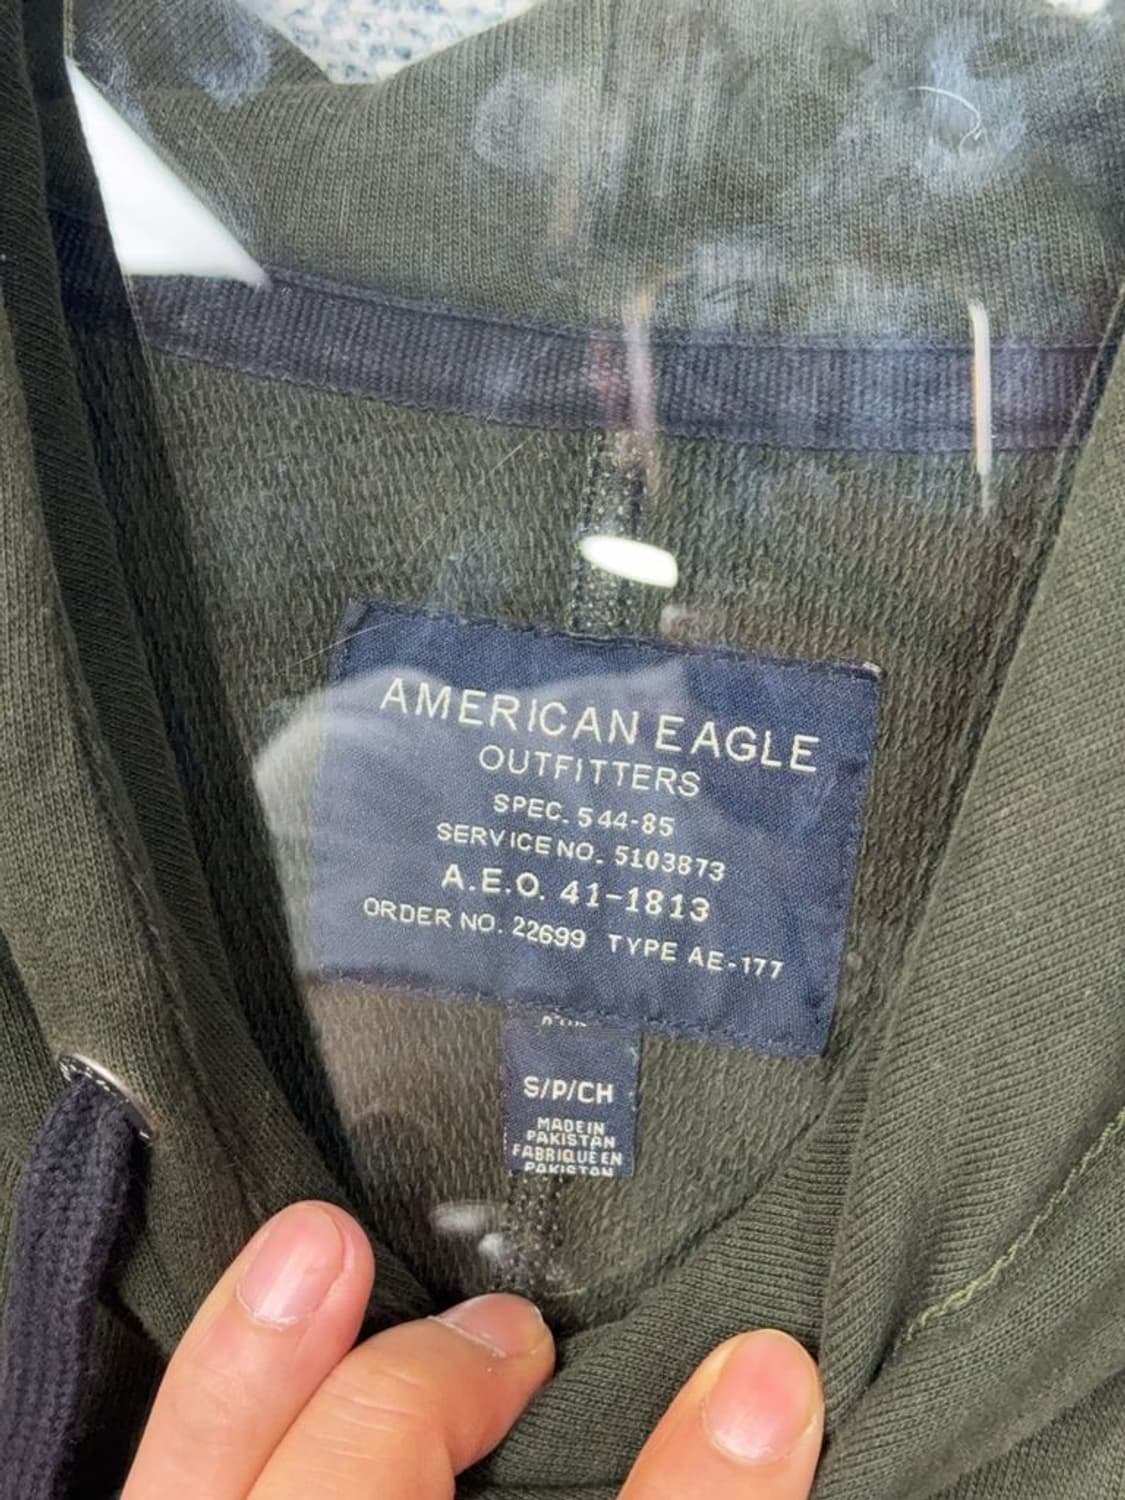 AMERICAN EAGLE
OUTFITTERS
SPEC. 544-85
SERVICE NO. 5103873
A.E.O. 41-1813
ORDER NO. 22699 TYPE AE-177
S/P/CH
MADE IN
PAKISTAN
FABRIQUE EN
PAKISTAN